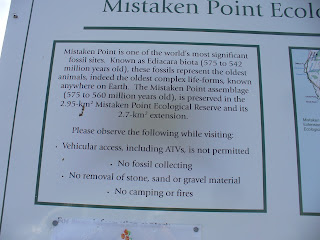 Mistaken Point Ecol
Mistaken Point is one of the world's most significant
fossil sites. Known as Ediacara biota (575 to 542
million years old), these fossils represent the oldest
animals, indeed the oldest complex life-forms, known
anywhere on Earth. The Mistaken Point assemblage
(575 to 560 million years old), is preserved in the
2.95-km² Mistaken Point Ecological Reserve and its
2.7-km² extension.
Please observe the following while visiting:
· Vehicular access, including ATVs, is not permitted
· No fossil collecting
· No removal of stone, sand or gravel material
· No camping or fires